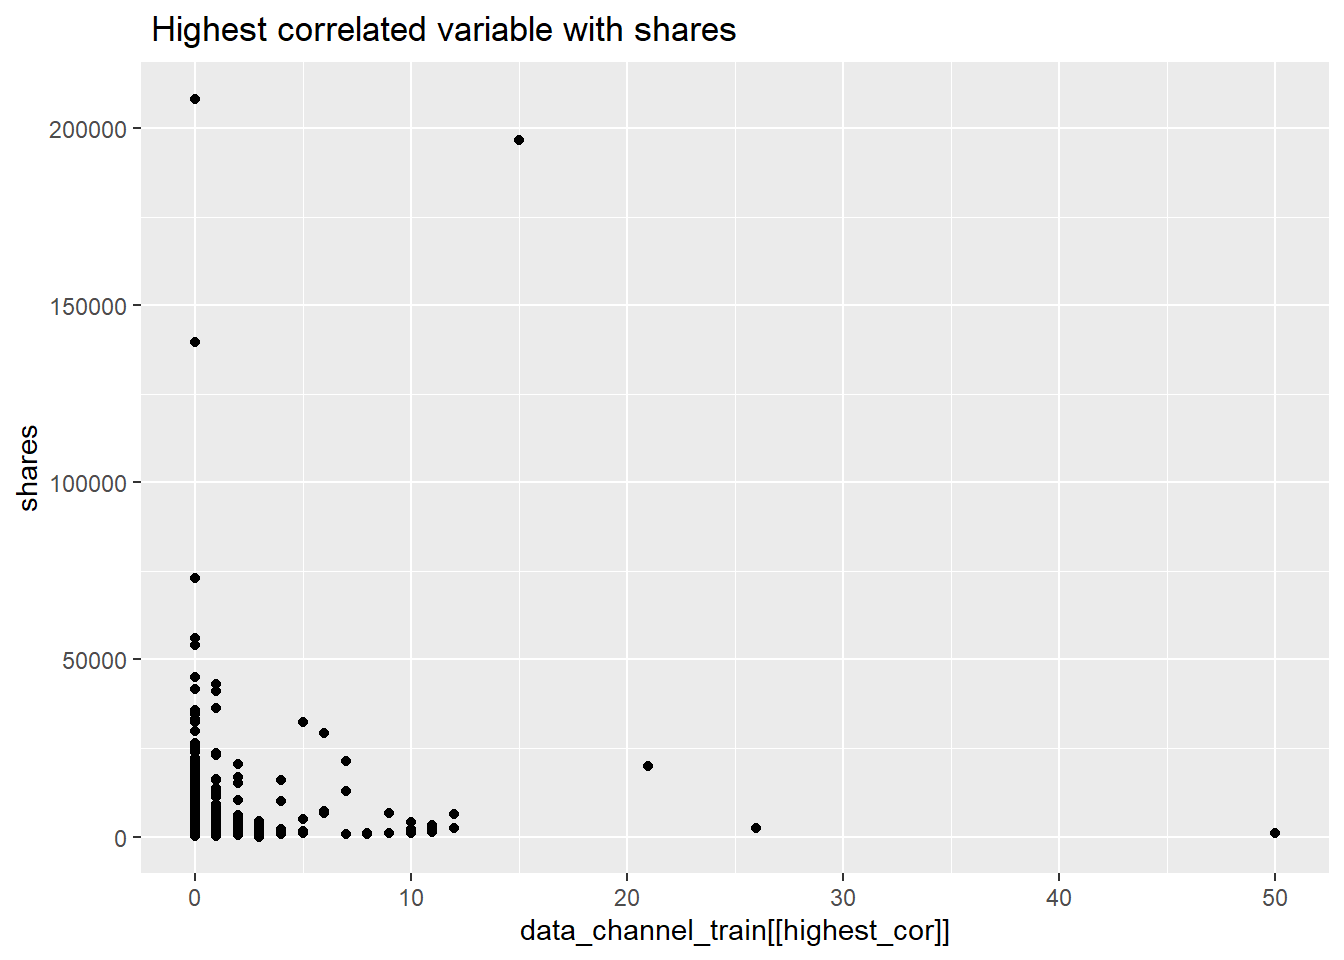 Highest correlated variable with shares
200000
150000
100000
50000
0
shares
0 10 20 30 40 50
data_channel_train[[highest_cor]]